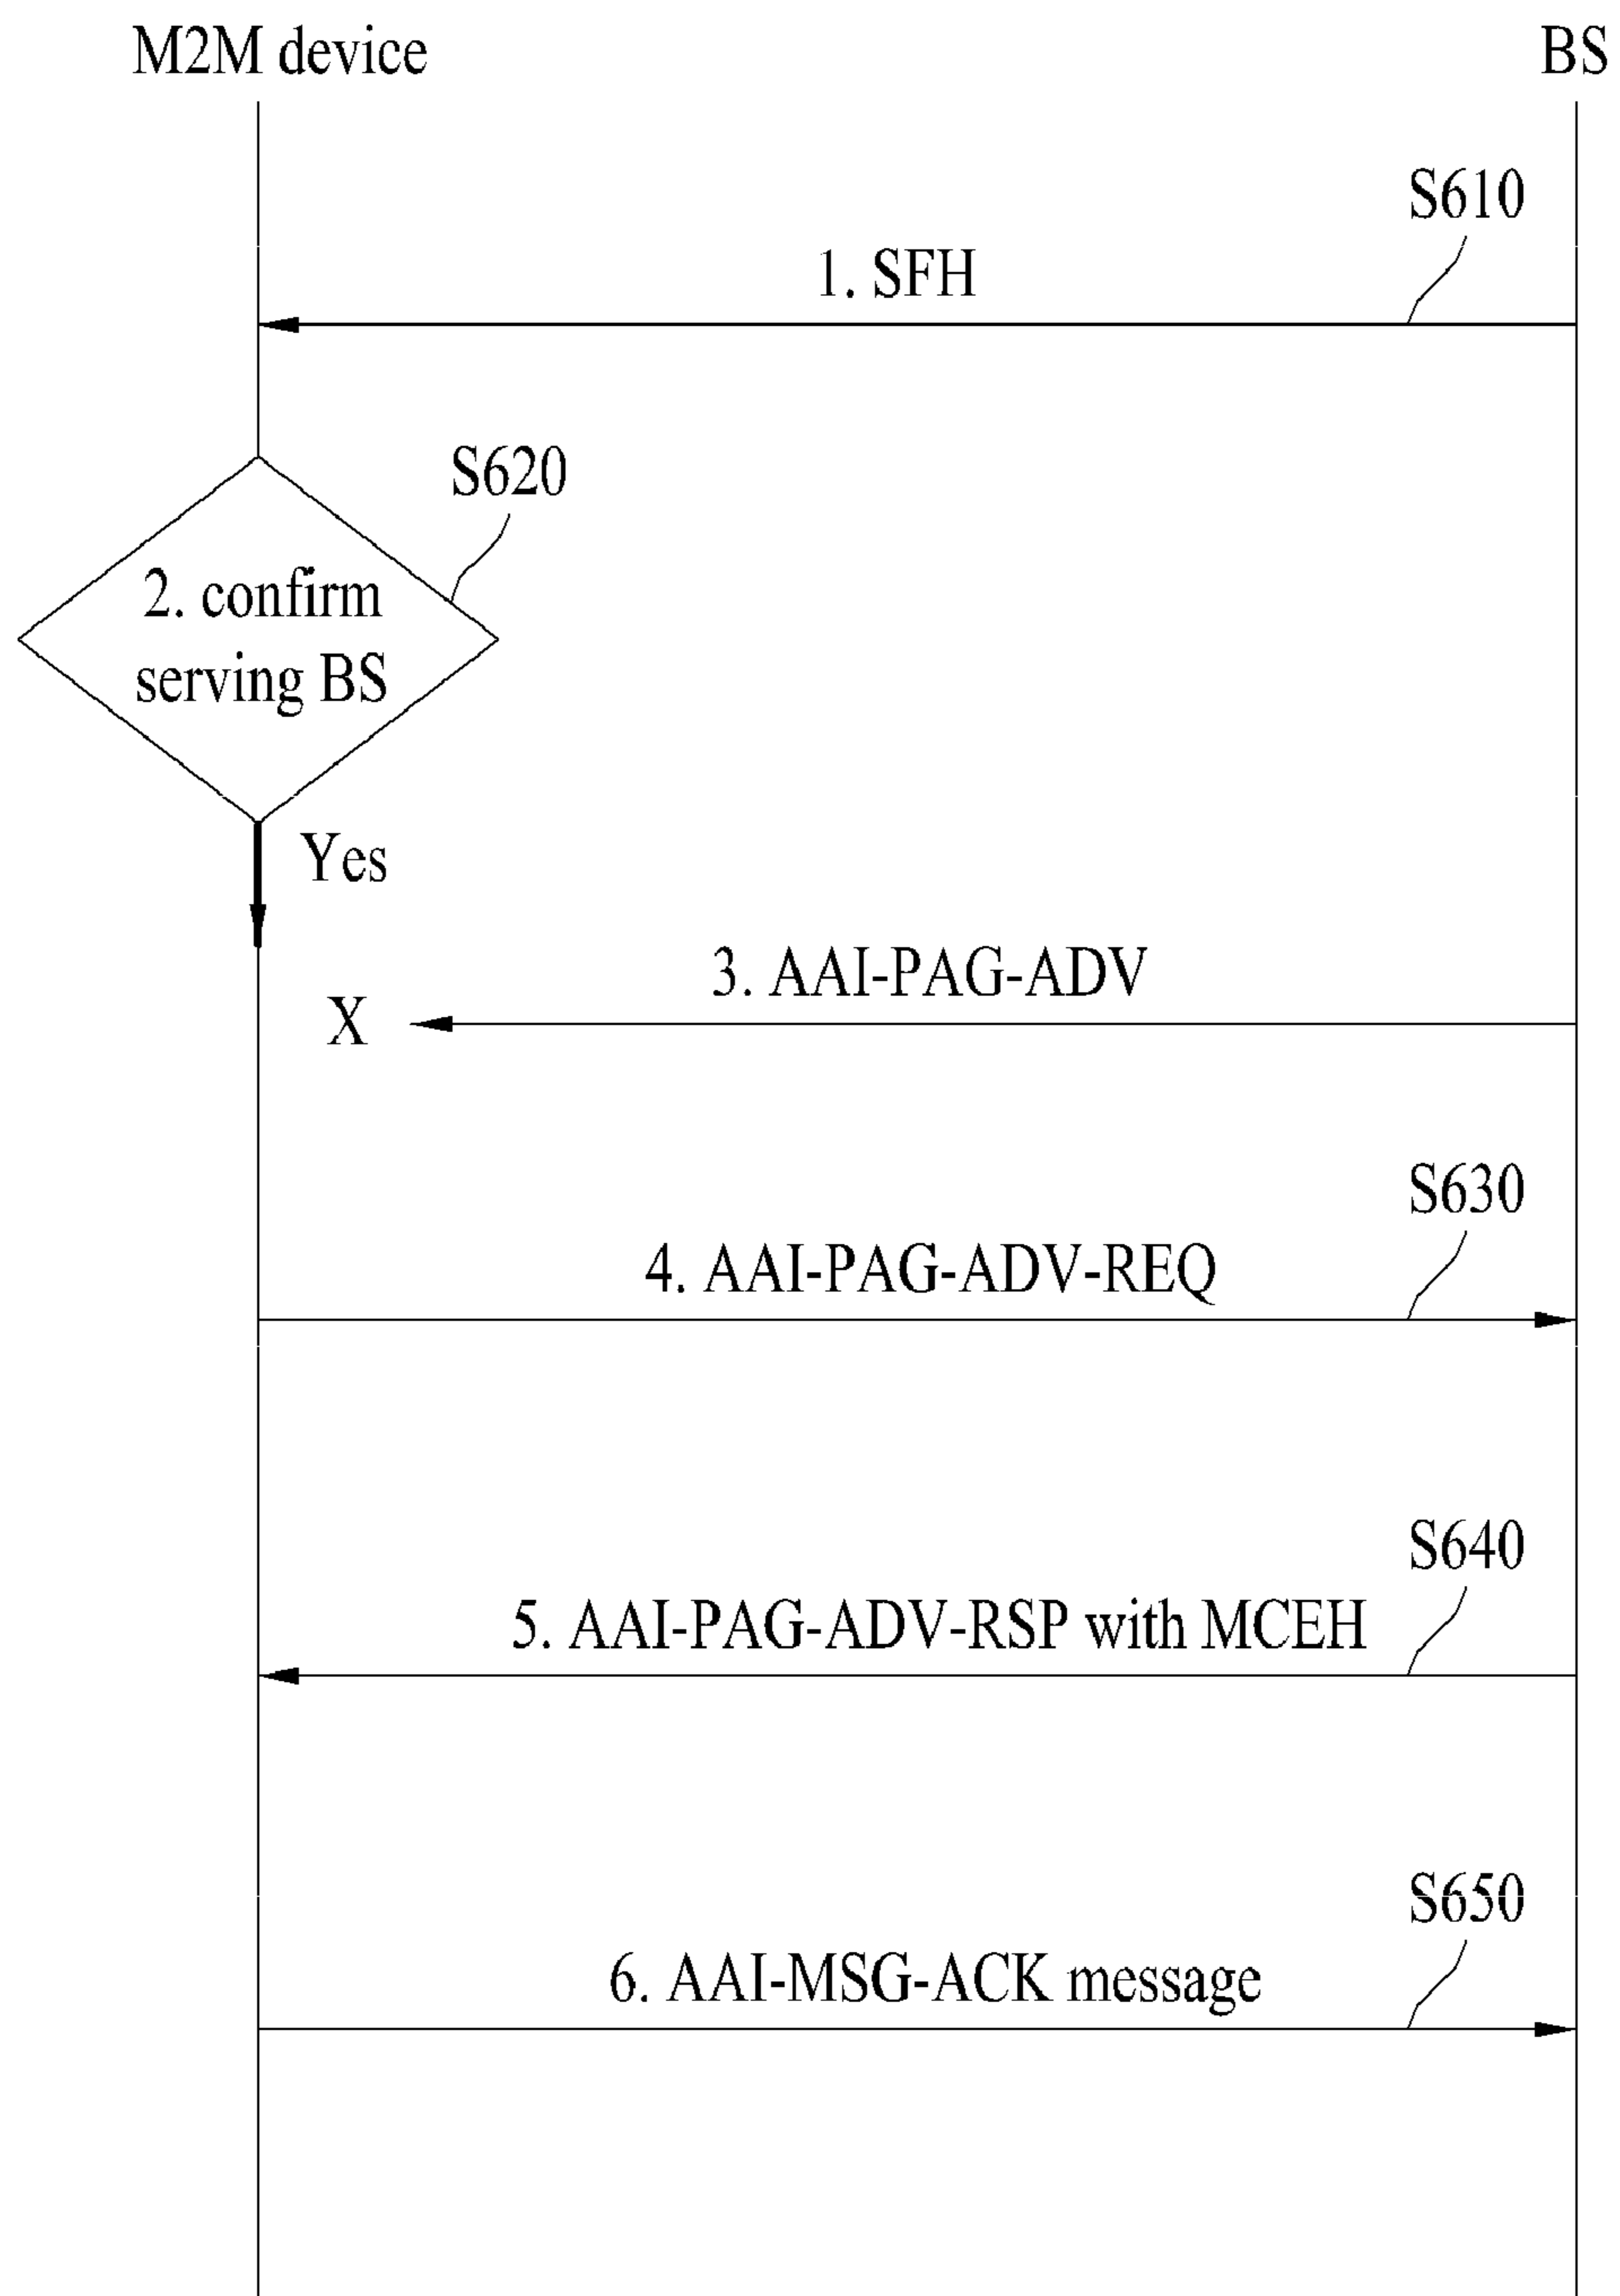 M2M device
BS
S610
1. SFH
S620
2. confirm
serving BS
Yes
3. AAI-PAG-ADV
X
S630
4. AAI-PAG-ADV-REQ
S640
5. AAI-PAG-ADV-RSP with MCEH
S650
6. AAI-MSG-ACK message